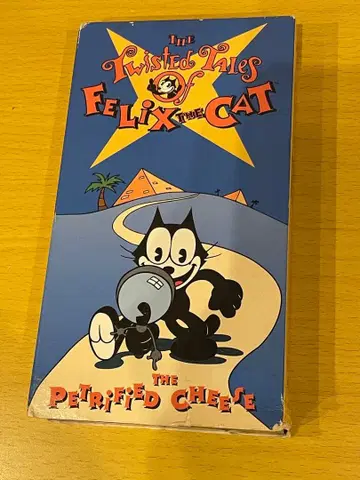 THE
Twisted Tales
Of
FELIX THE CAT
THE
PETRiFiED CHEESE